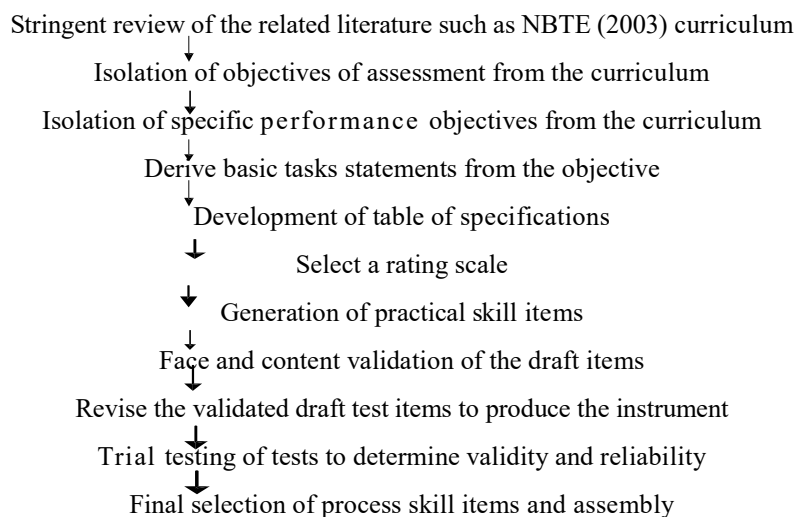 Stringent review of the related literature such as NBTE (2003) curriculum
Isolation of objectives of assessment from the curriculum
Isolation of specific performance objectives from the curriculum
Derive basic tasks statements from the objective
Development of table of specifications
Select a rating scale
Generation of practical skill items
Face and content validation of the draft items
Revise the validated draft test items to produce the instrument
Trial testing of tests to determine validity and reliability
Final selection of process skill items and assembly